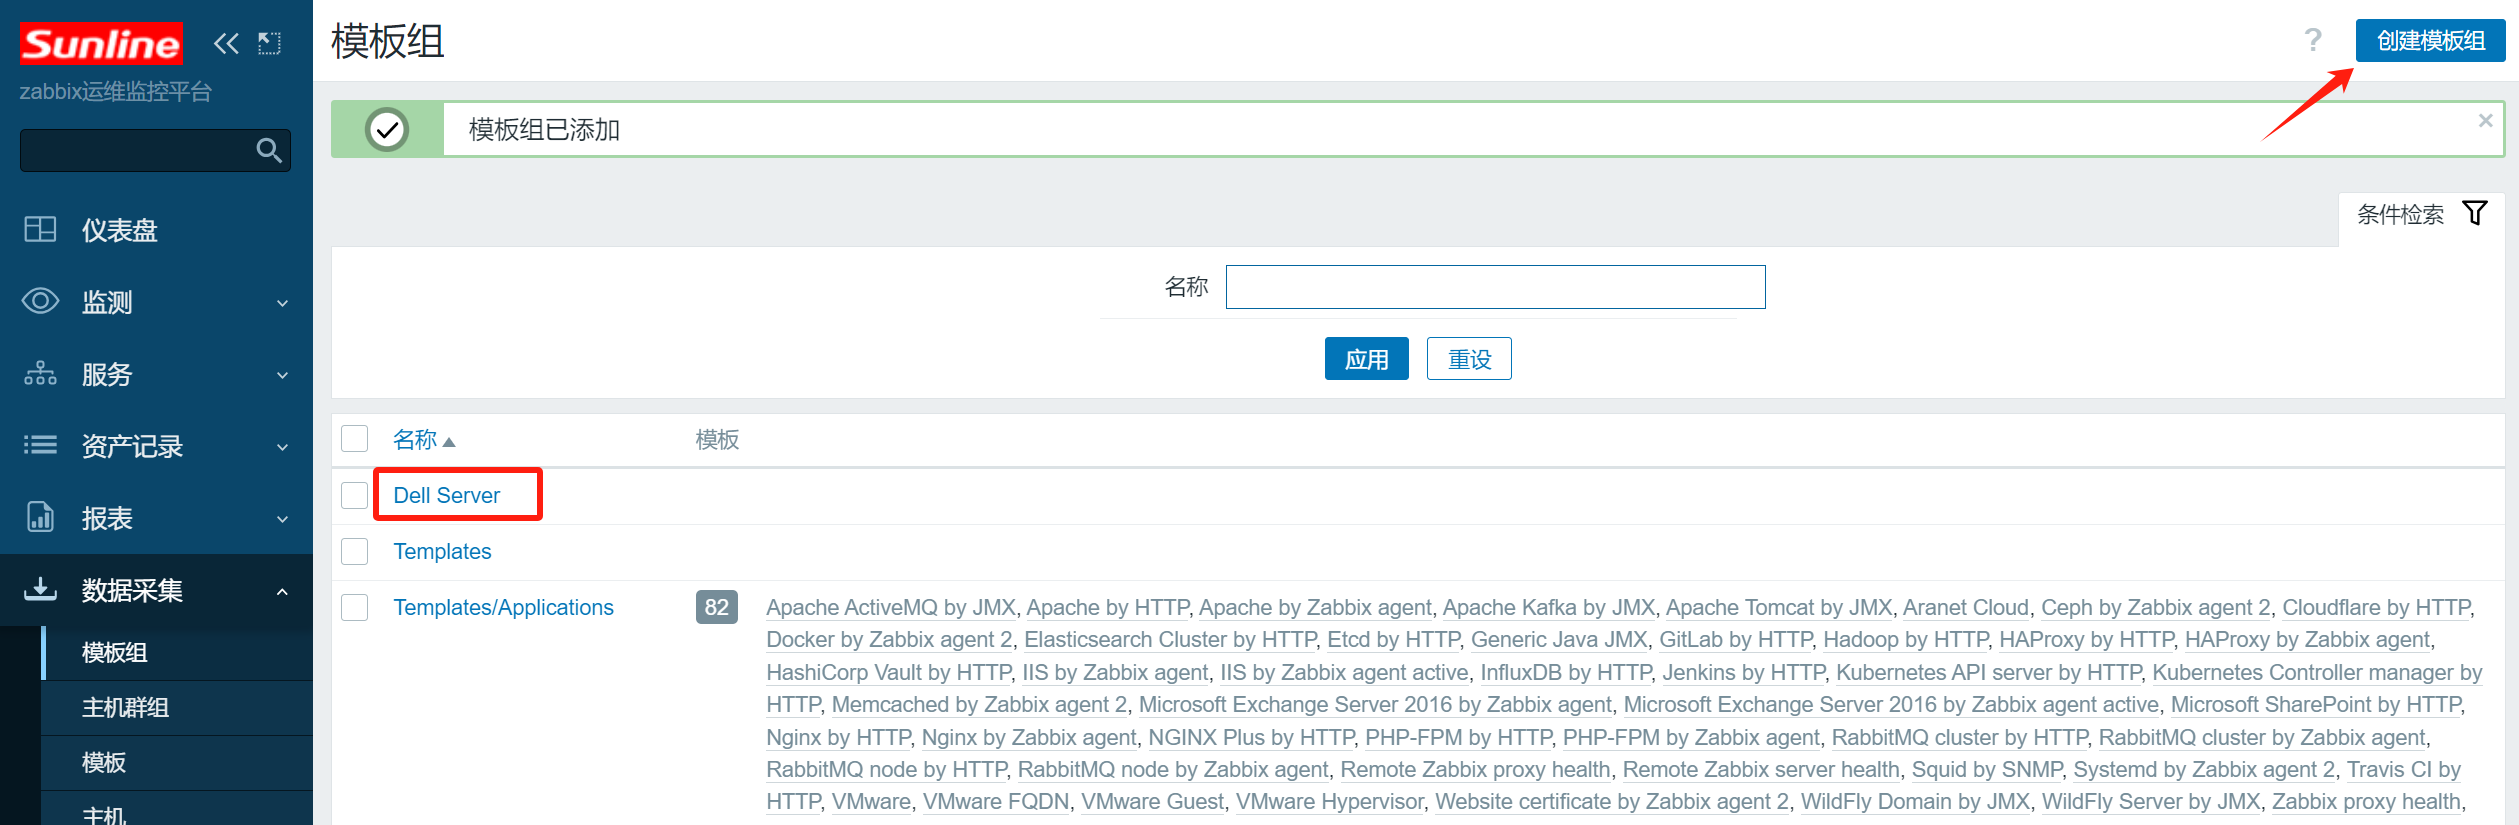 Sunline
zabbix运维监控平台
仪表盘
监测
服务
资产记录
报表
数据采集
模板组
主机群组
模板
主机
模板组
?
创建模板组
模板组已添加
条件检索
名称
应用
重设
名称
模板
Dell Server
Templates
Templates/Applications
82
Apache ActiveMQ by JMX, Apache by HTTP, Apache by Zabbix agent, Apache Kafka by JMX, Apache Tomcat by JMX, Aranet Cloud, Ceph by Zabbix agent 2, Cloudflare by HTTP,
Docker by Zabbix agent 2, Elasticsearch Cluster by HTTP, Etcd by HTTP, Generic Java JMX, GitLab by HTTP, Hadoop by HTTP, HAProxy by HTTP, HAProxy by Zabbix agent,
HashiCorp Vault by HTTP, IIS by Zabbix agent, IIS by Zabbix agent active, InfluxDB by HTTP, Jenkins by HTTP, Kubernetes API server by HTTP, Kubernetes Controller manager by
HTTP, Memcached by Zabbix agent 2, Microsoft Exchange Server 2016 by Zabbix agent, Microsoft Exchange Server 2016 by Zabbix agent active, Microsoft SharePoint by HTTP,
Nginx by HTTP, Nginx by Zabbix agent, NGINX Plus by HTTP, PHP-FPM by HTTP, PHP-FPM by Zabbix agent, RabbitMQ cluster by HTTP, RabbitMQ cluster by Zabbix agent,
RabbitMQ node by HTTP, RabbitMQ node by Zabbix agent, Remote Zabbix proxy health, Remote Zabbix server health, Squid by SNMP, Systemd by Zabbix agent 2, Travis CI by
HTTP, VMware, VMware FQDN, VMware Guest, VMware Hypervisor, Website certificate by Zabbix agent 2, WildFly Domain by JMX, WildFly Server by JMX, Zabbix proxy health,